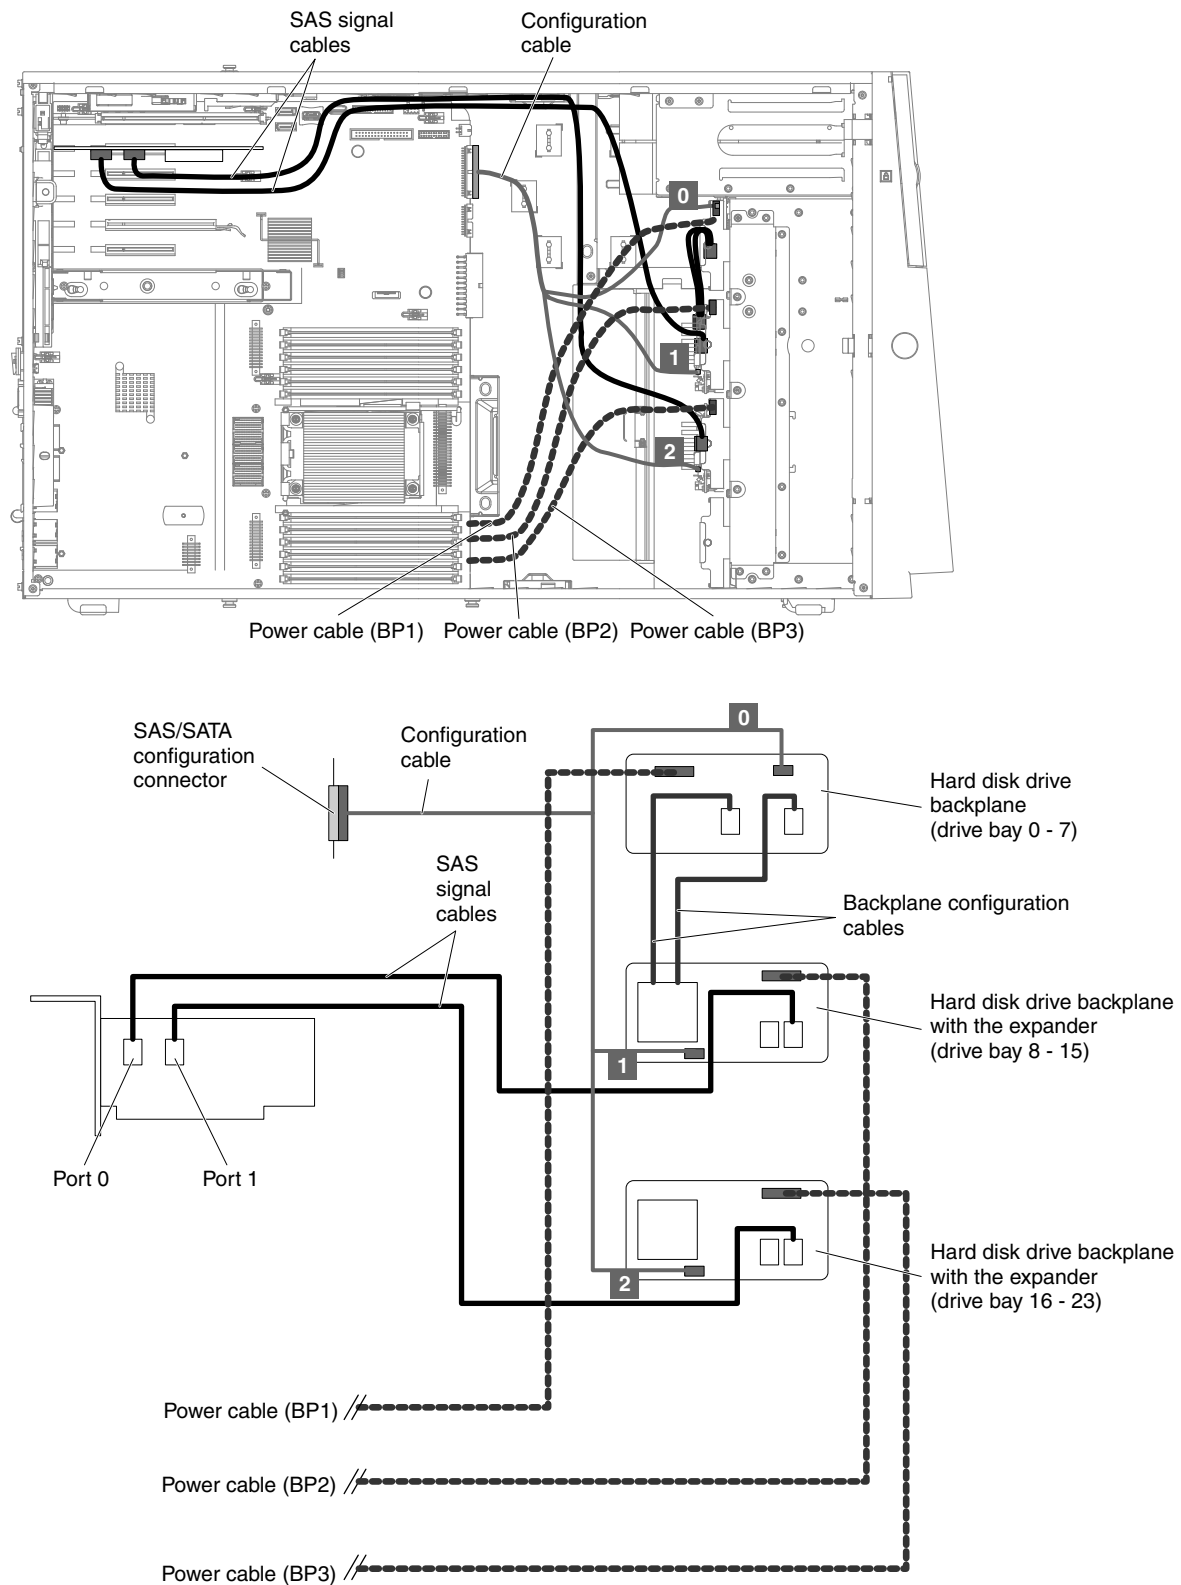 SAS signal
cables
Configuration
cable
0
1
2
Power cable (BP1)
Power cable (BP2)
Power cable (BP3)
0
SAS/SATA
configuration
connector
Configuration
cable
Hard disk drive
backplane
(drive bay 0 - 7)
SAS
signal
cables
Backplane configuration
cables
Hard disk drive backplane
with the expander
(drive bay 8 - 15)
1
Port 0
Port 1
Hard disk drive backplane
with the expander
(drive bay 16 - 23)
2
Power cable (BP1)
Power cable (BP2)
Power cable (BP3)